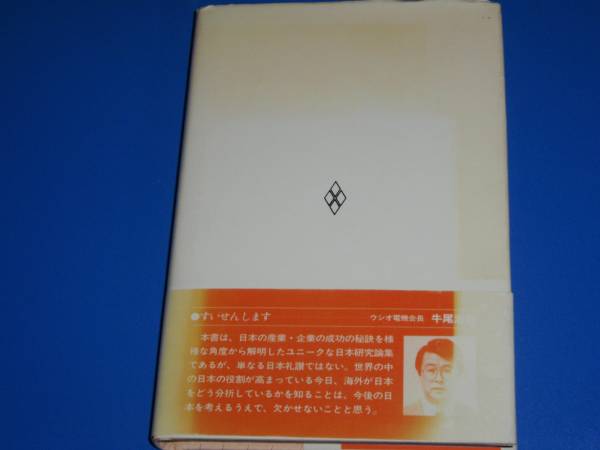 ●すいせんします
ウシオ電機会長 牛尾治
本書は、日本の産業・企業の成功の秘訣を様
様な角度から解明したユニークな日本研究論集
であるが、単なる日本礼讃ではない。世界の中
の日本の役割が高まっている今日、海外が日本
をどう分析しているかを知ることは、今後の日
本を考えるうえで、欠かせないことと思う。